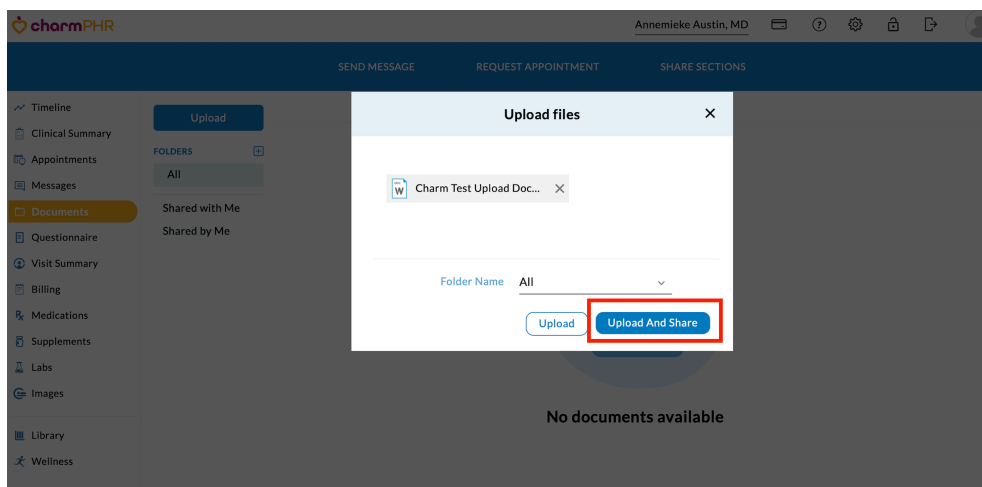 charmPHR
Annemieke Austin, MD
SEND MESSAGE
REQUEST APPOINTMENT
SHARE SECTIONS
Timeline
Clinical Summary
Appointments
Messages
Documents
Questionnaire
Visit Summary
Billing
Medications
Supplements
Labs
Images
Library
Wellness
Upload
FOLDERS
All
Shared with Me
Shared by Me
Upload files
W Charm Test Upload Doc...
Folder Name All
Upload
Upload And Share
No documents available